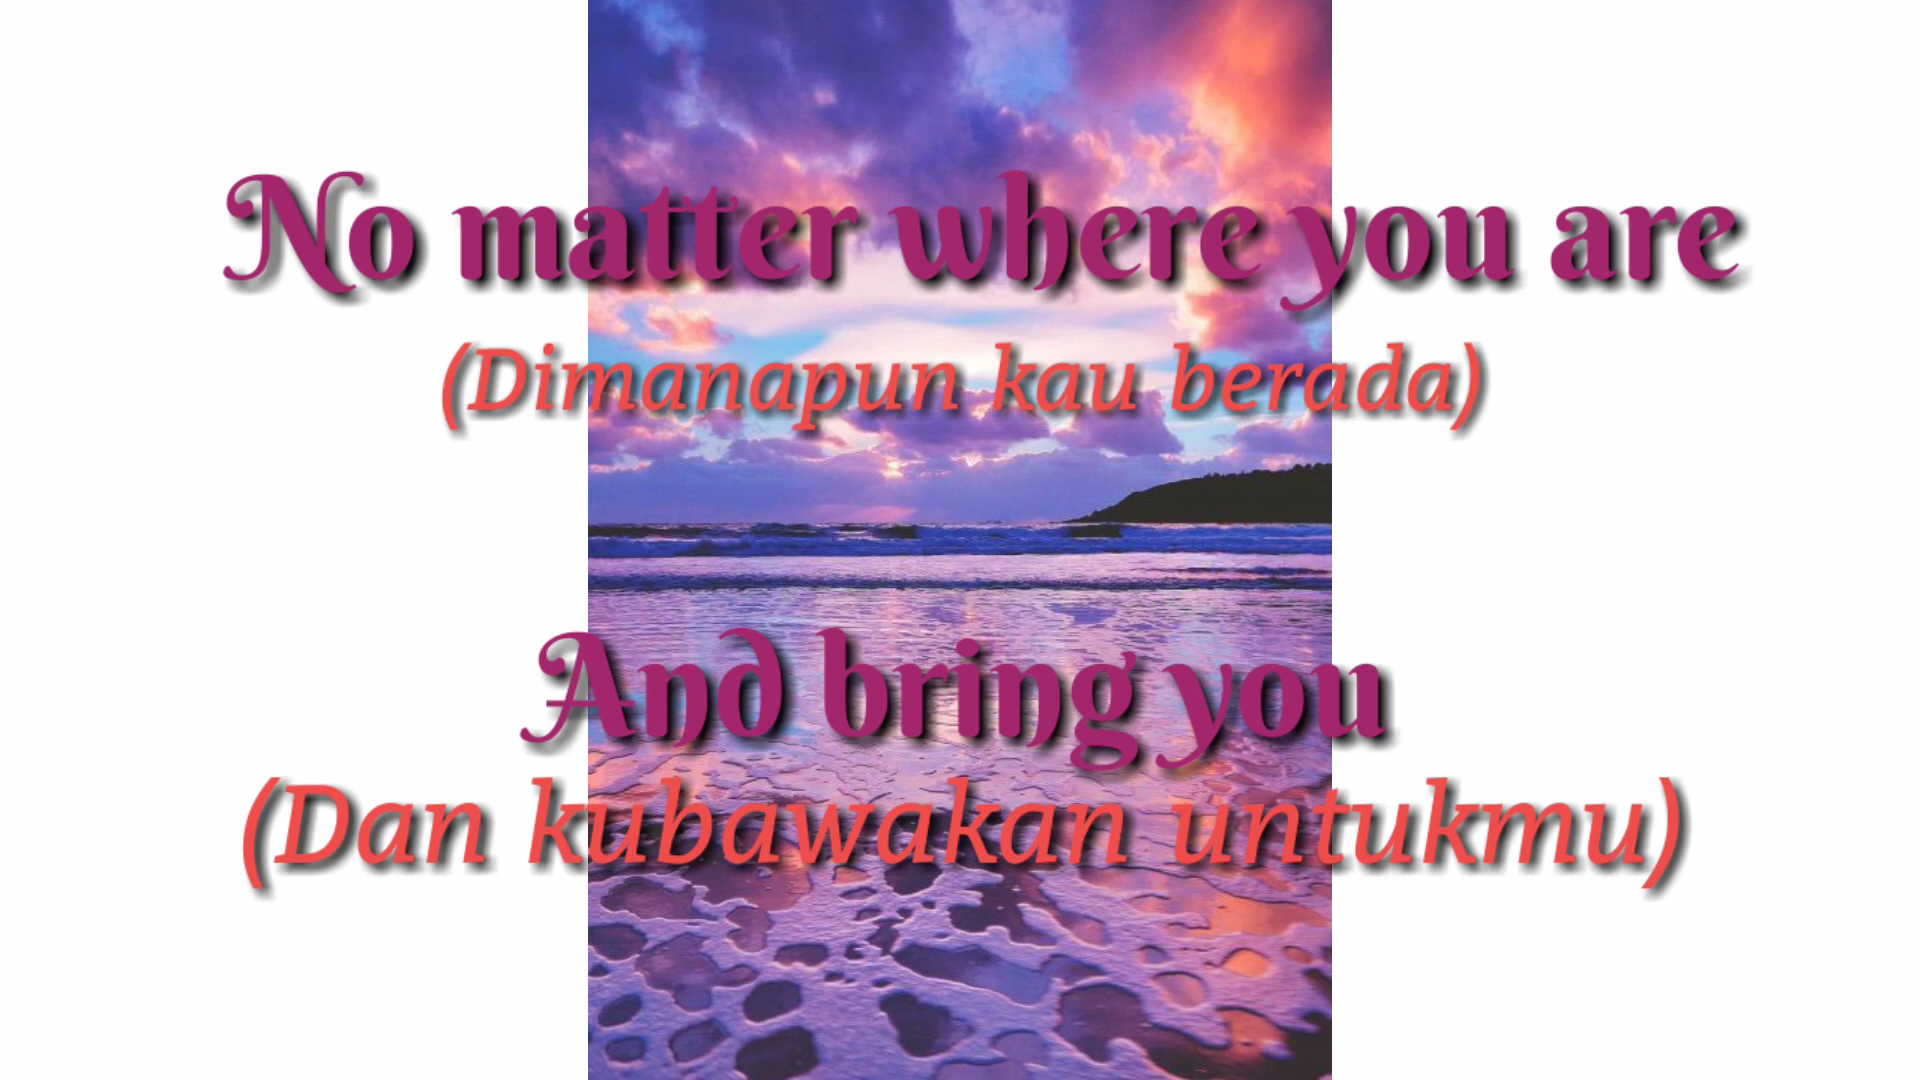 No matter where you are
(Dimanapun kau berada)
And bring you
(Dan kubawakan untukmu)